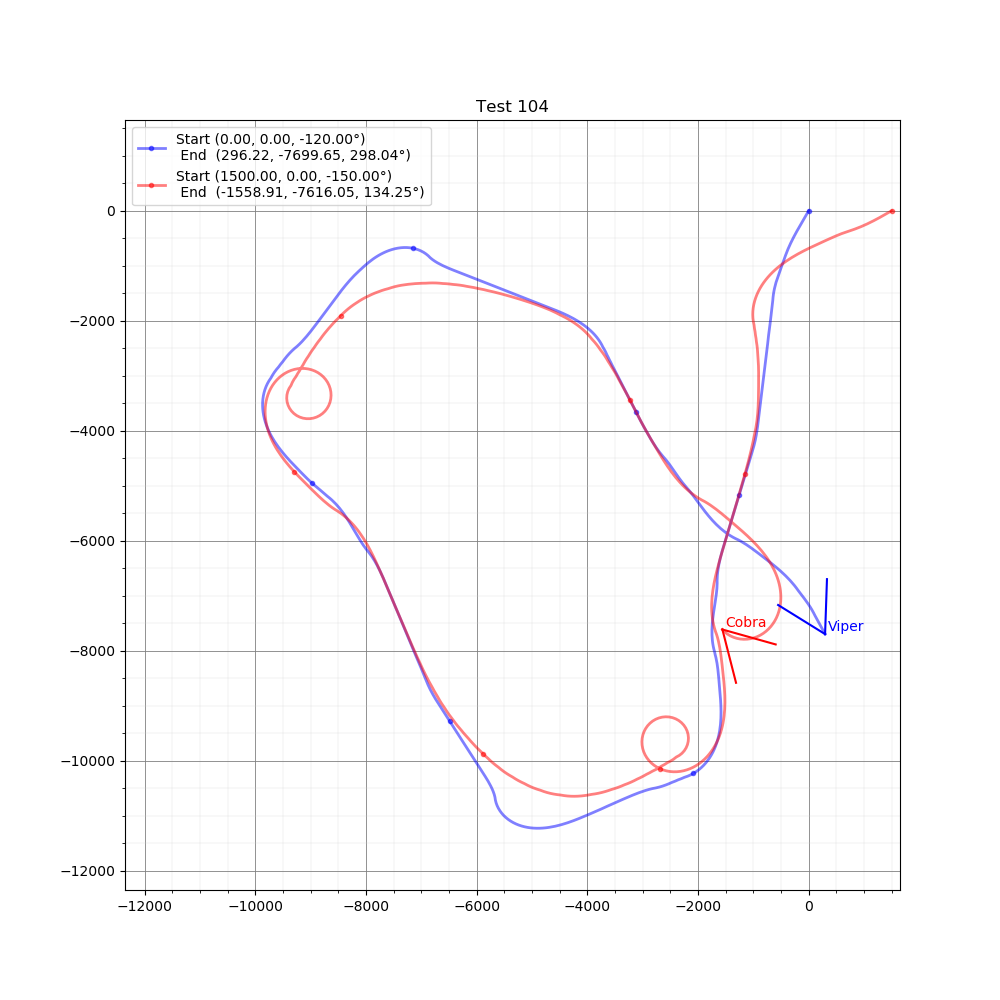 Test 104
Start (0.00, 0.00, -120.00°)
End  (296.22, -7699.65, 298.04°)
Start (1500.00, 0.00, -150.00°)
End  (-1558.91, -7616.05, 134.25°)
0
−2000
−4000
−6000
−8000
−10000
−12000
Cobra
Viper
−12000 −10000 −8000 −6000 −4000 −2000 0